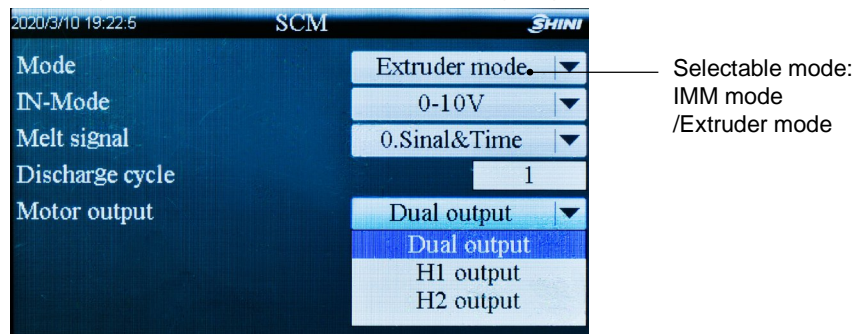 2020/3/10 19:22:5 SCM SHINI
Mode Extruder mode
IN-Mode 0-10V
Melt signal 0.Sinal&Time
Discharge cycle 1
Motor output Dual output
Dual output
H1 output
H2 output
Selectable mode:
IMM mode
/Extruder mode